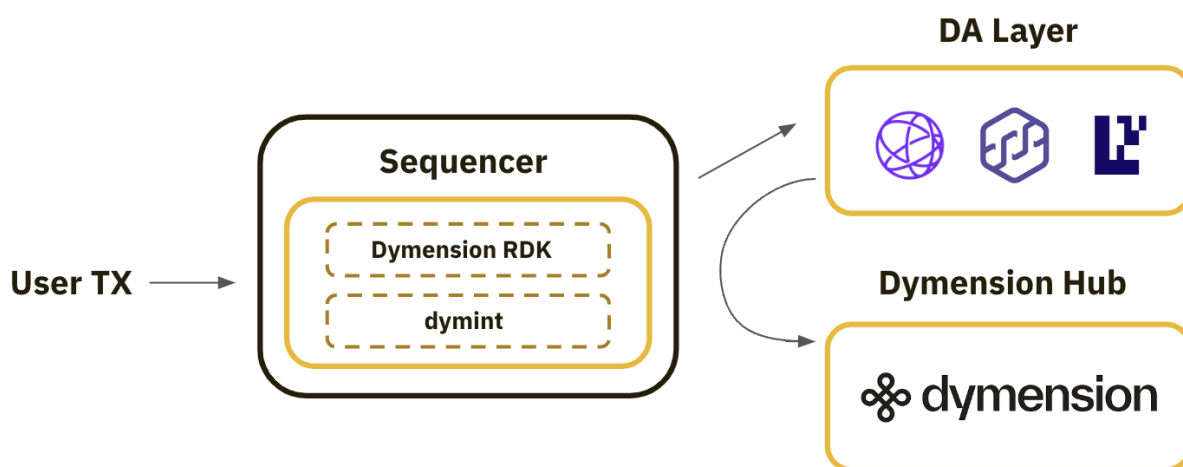 DA Layer
Sequencer
Dymension RDK
dymint
User TX
Dymension Hub
dymension